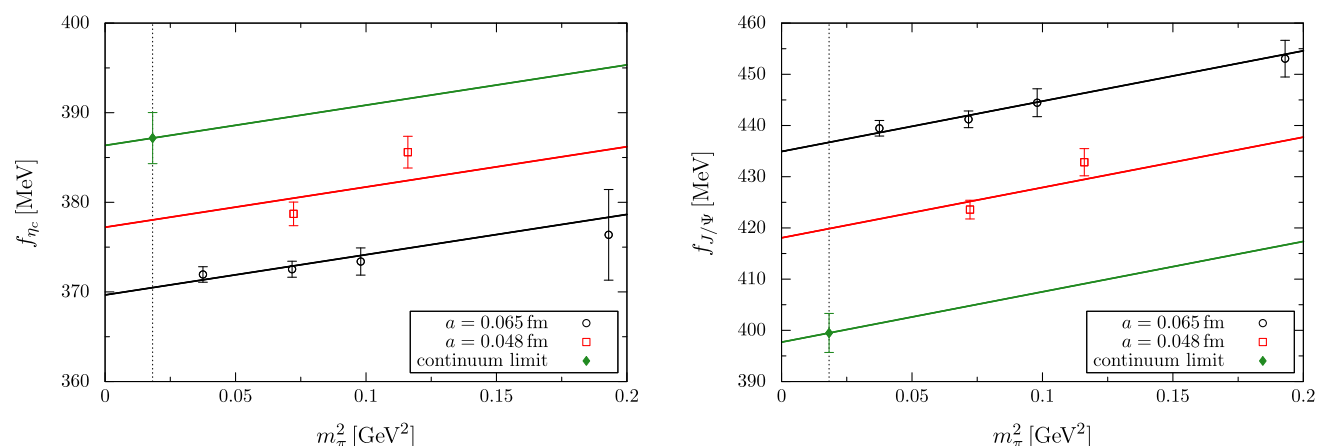 400
390
380
370
360
f_{η_c} [MeV]
0
0.05
0.1
0.15
0.2
m_π^2 [GeV^2]
a = 0.065 fm
a = 0.048 fm
continuum limit
460
450
440
430
420
410
400
390
f_{J/Ψ} [MeV]
0
0.05
0.1
0.15
0.2
m_π^2 [GeV^2]
a = 0.065 fm
a = 0.048 fm
continuum limit